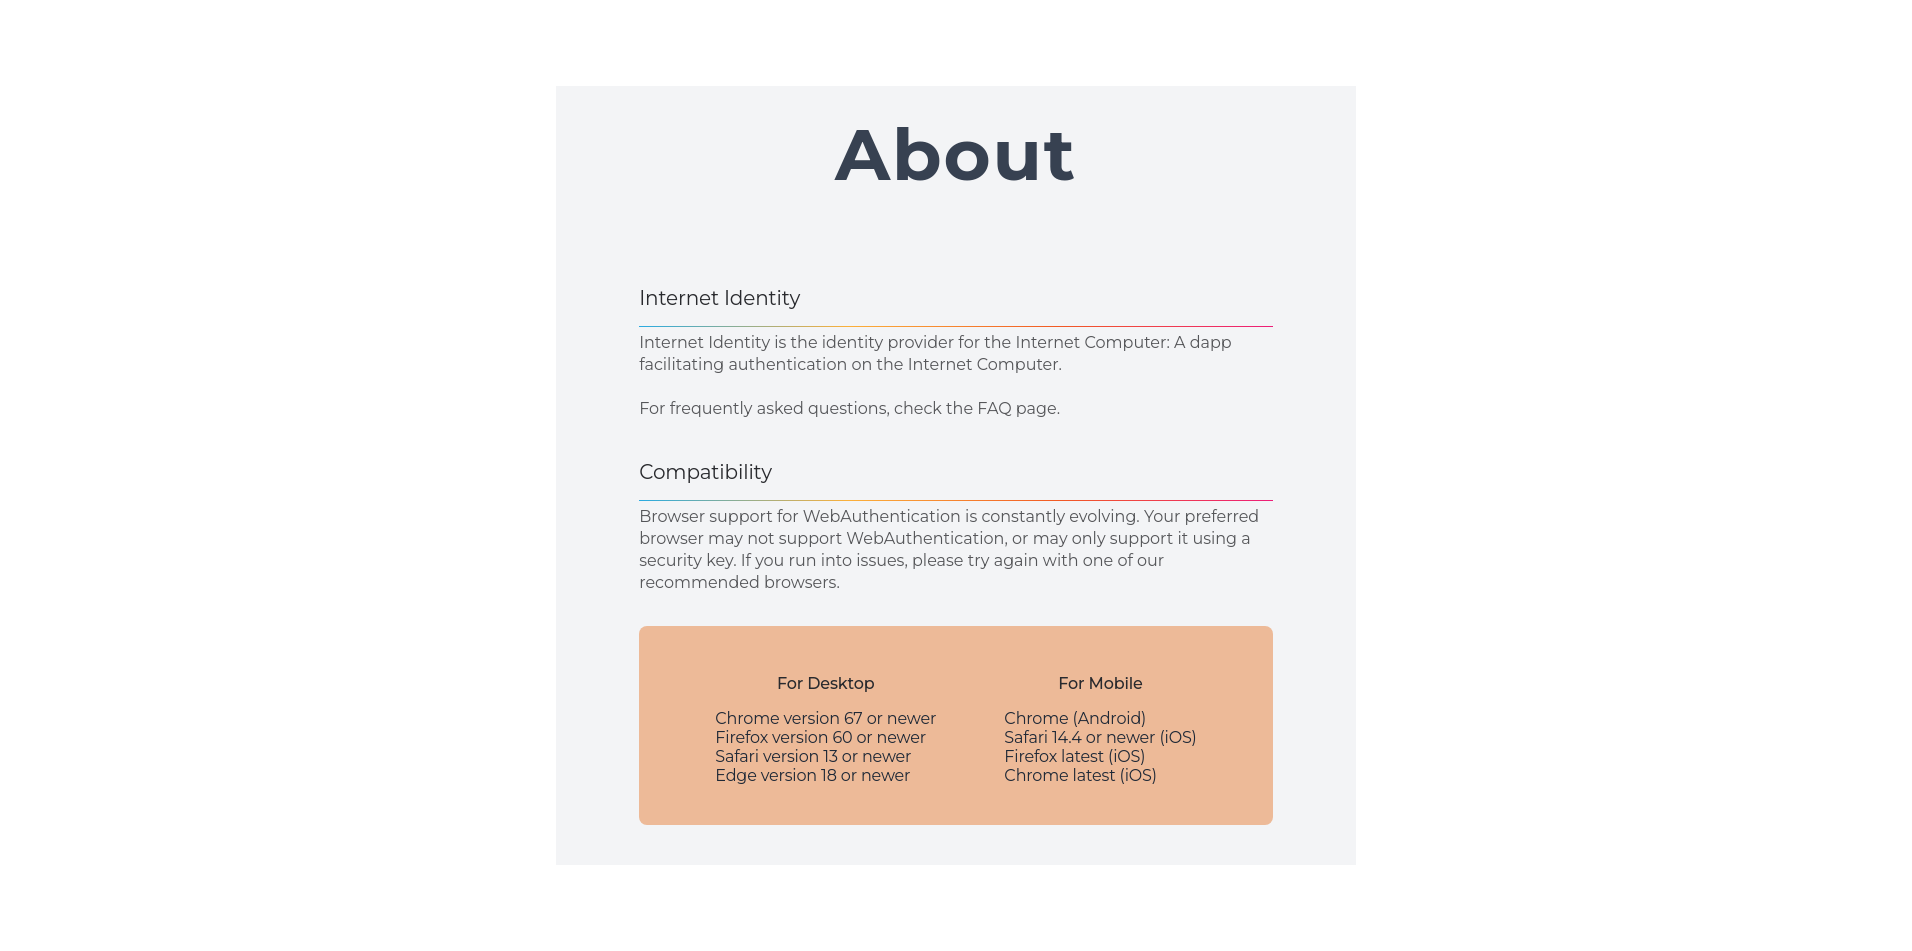 About
Internet Identity
Internet Identity is the identity provider for the Internet Computer: A dapp
facilitating authentication on the Internet Computer.
For frequently asked questions, check the FAQ page.
Compatibility
Browser support for WebAuthentication is constantly evolving. Your preferred
browser may not support WebAuthentication, or may only support it using a
security key. If you run into issues, please try again with one of our
recommended browsers.
For Desktop
Chrome version 67 or newer
Firefox version 60 or newer
Safari version 13 or newer
Edge version 18 or newer
For Mobile
Chrome (Android)
Safari 14.4 or newer (iOS)
Firefox latest (iOS)
Chrome latest (iOS)